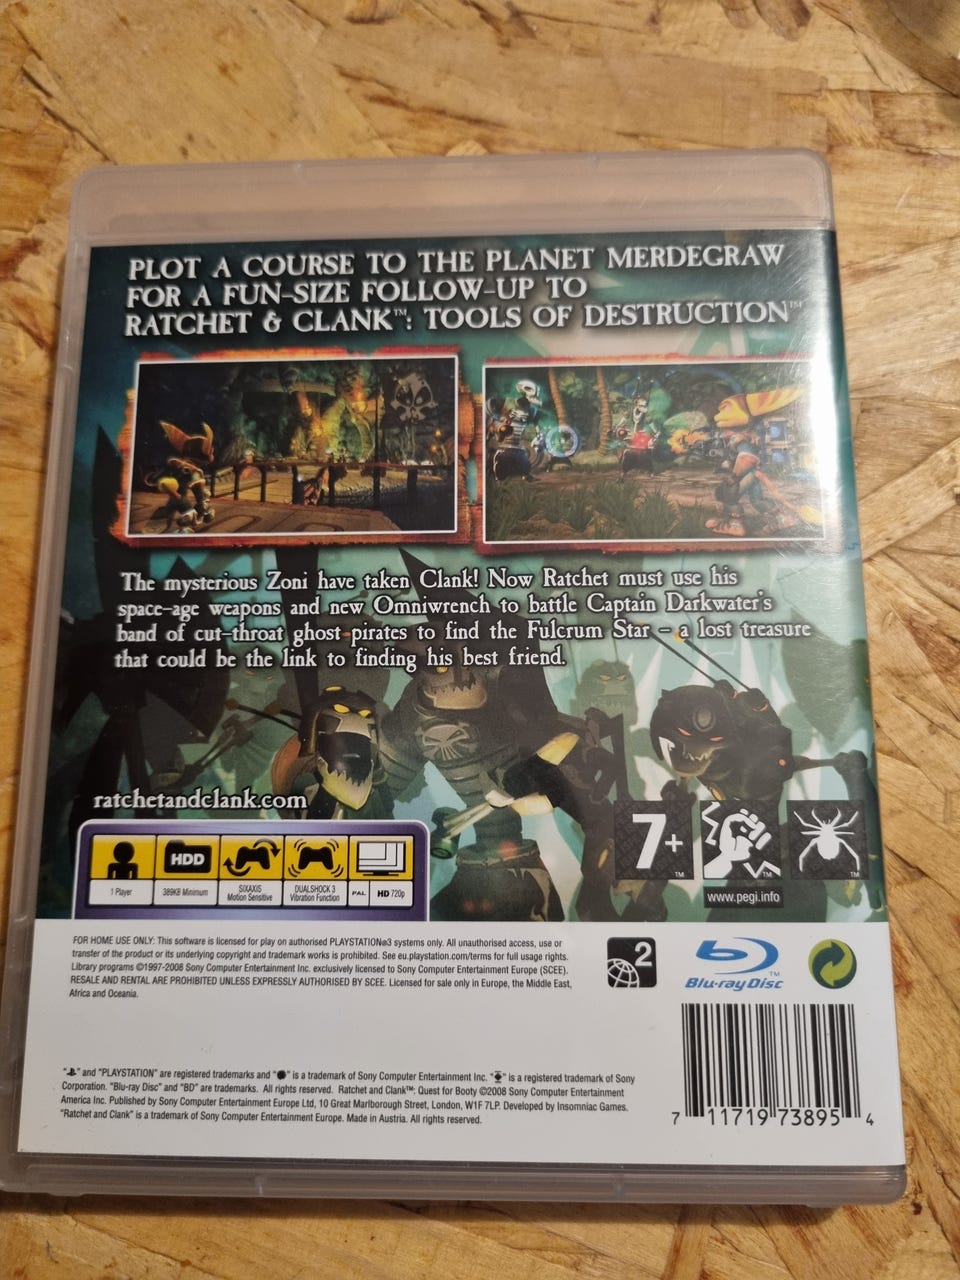 PLOT A COURSE TO THE PLANET MERDEGRAW
FOR A FUN-SIZE FOLLOW-UP TO
RATCHET & CLANK™: TOOLS OF DESTRUCTION™
The mysterious Zoni have taken Clank! Now Ratchet must use his
space-age weapons and new Omniwrench to battle Captain Darkwater's
band of cut-throat ghost-pirates to find the Fulcrum Star – a lost treasure
that could be the link to finding his best friend.
ratchetandclank.com
7+™
™
™
www.pegi.info
HDD
1 Player
389KB Minimum
SIXAXIS
Motion Sensitive
DUALSHOCK 3
Vibration Function
PAL
HD 720p
FOR HOME USE ONLY: This software is licensed for play on authorised PLAYSTATION®3 systems only. All unauthorised access, use or
transfer of the product or its underlying copyright and trademark works is prohibited. See eu.playstation.com/terms for full usage rights.
Library programs ©1997-2008 Sony Computer Entertainment Inc. exclusively licensed to Sony Computer Entertainment Europe (SCEE).
RESALE AND RENTAL ARE PROHIBITED UNLESS EXPRESSLY AUTHORISED BY SCEE. Licensed for sale only in Europe, the Middle East,
Africa and Oceania.
2
Blu-ray Disc™
" " and "PLAYSTATION" are registered trademarks and " " is a trademark of Sony Computer Entertainment Inc. " " is a registered trademark of Sony
Corporation. "Blu-ray Disc" and "BD" are trademarks. All rights reserved. Ratchet and Clank™: Quest for Booty ©2008 Sony Computer Entertainment
America Inc. Published by Sony Computer Entertainment Europe Ltd, 10 Great Marlborough Street, London, W1F 7LP. Developed by Insomniac Games.
"Ratchet and Clank" is a trademark of Sony Computer Entertainment Europe. Made in Austria. All rights reserved.
7 11719 73895 4